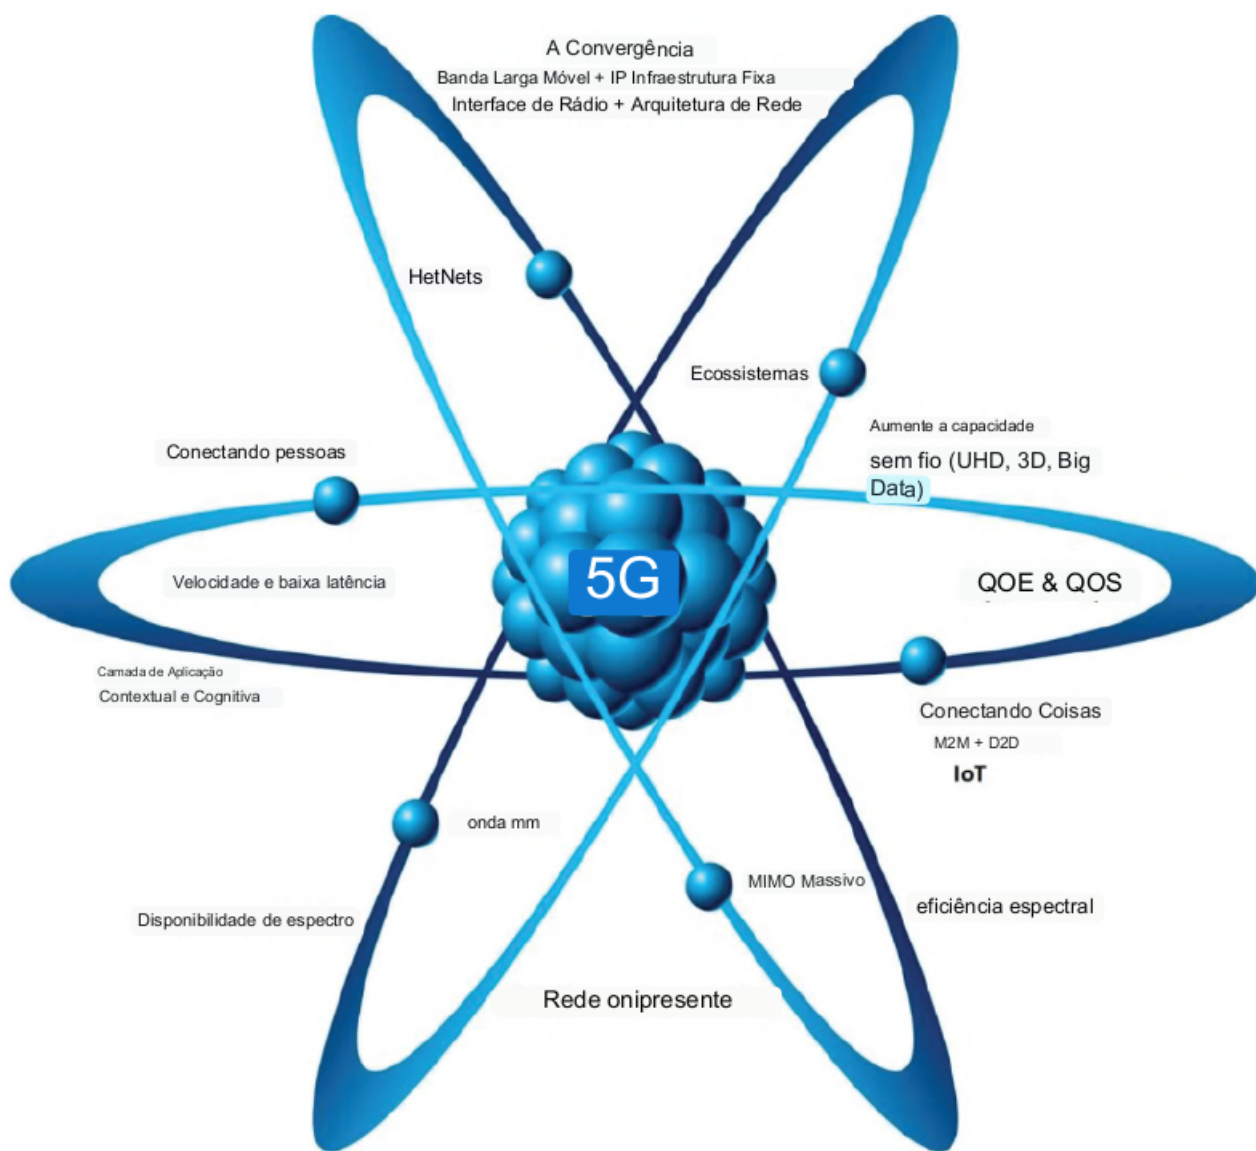 A Convergência
Banda Larga Móvel + IP Infraestrutura Fixa
Interface de Rádio + Arquitetura de Rede
HetNets
Ecossistemas
Aumente a capacidade
sem fio (UHD, 3D, Big
Data)
Conectando pessoas
Velocidade e baixa latência
5G
QOE & QOS
Camada de Aplicação
Contextual e Cognitiva
Conectando Coisas
M2M + D2D
IoT
onda mm
MIMO Massivo
Disponibilidade de espectro
eficiência espectral
Rede onipresente